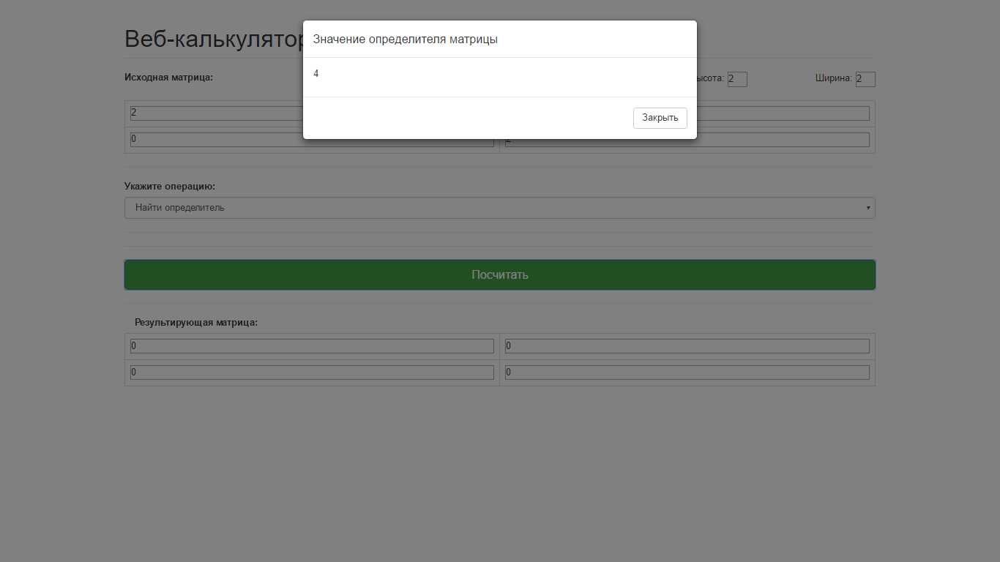 Веб-калькулятор
Значение определителя матрицы
4
Закрыть
Исходная матрица:
ысота: 2
Ширина: 2
2
0
2
Укажите операцию:
Найти определитель
Посчитать
Результирующая матрица:
0 0
0 0